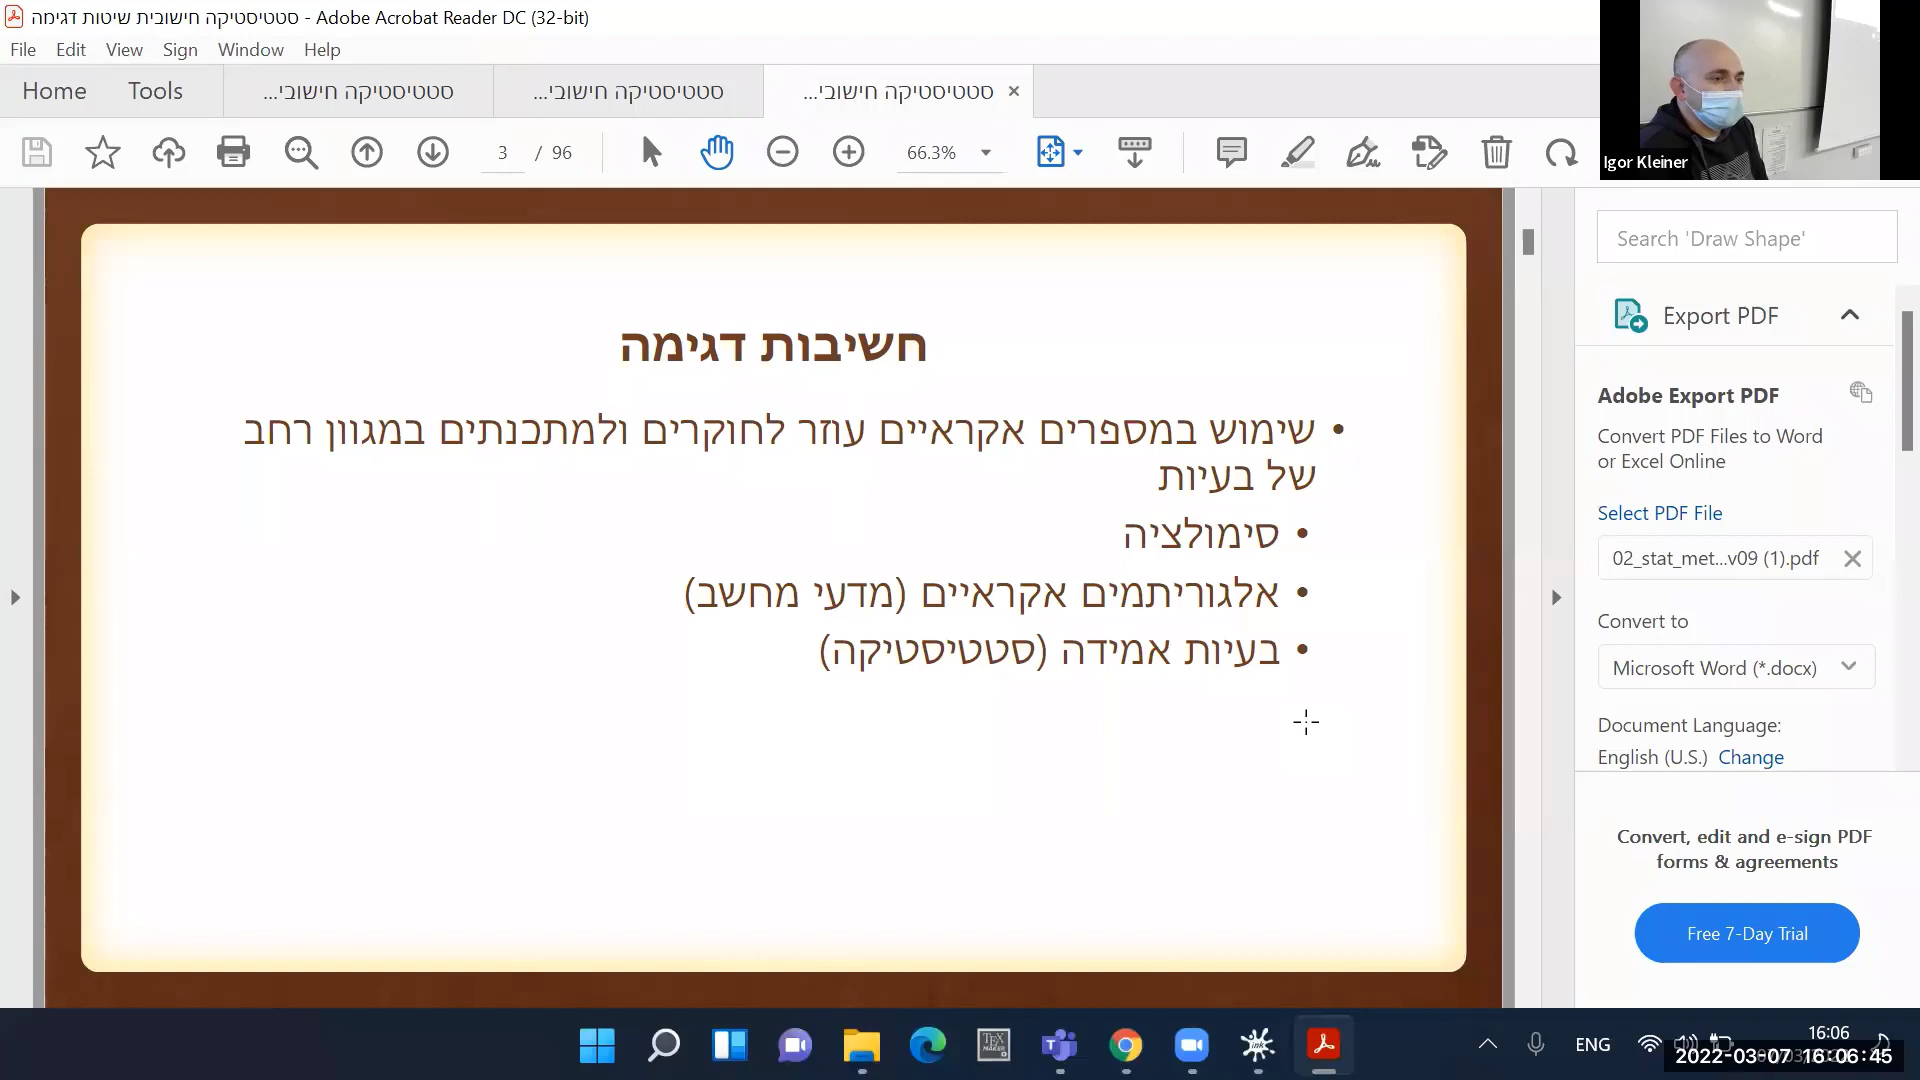 סטטיסטיקה חישובית שיטות דגימה - Adobe Acrobat Reader DC (32-bit)
File Edit View Sign Window Help
Home Tools סטטיסטיקה חישובי... סטטיסטיקה חישובי... סטטיסטיקה חישובי... ×
3 / 96 66.3%
Igor Kleiner
חשיבות דגימה
• שימוש במספרים אקראיים עוזר לחוקרים ולמתכנתים במגוון רחב
של בעיות
• סימולציה
• אלגוריתמים אקראיים (מדעי מחשב)
• בעיות אמידה (סטטיסטיקה)
Search 'Draw Shape'
Export PDF
Adobe Export PDF
Convert PDF Files to Word
or Excel Online
Select PDF File
02_stat_met...v09 (1).pdf
Convert to
Microsoft Word (*.docx)
Document Language:
English (U.S.) Change
Convert, edit and e-sign PDF
forms & agreements
Free 7-Day Trial
ENG
16:06
2022-03-07 16:06:45